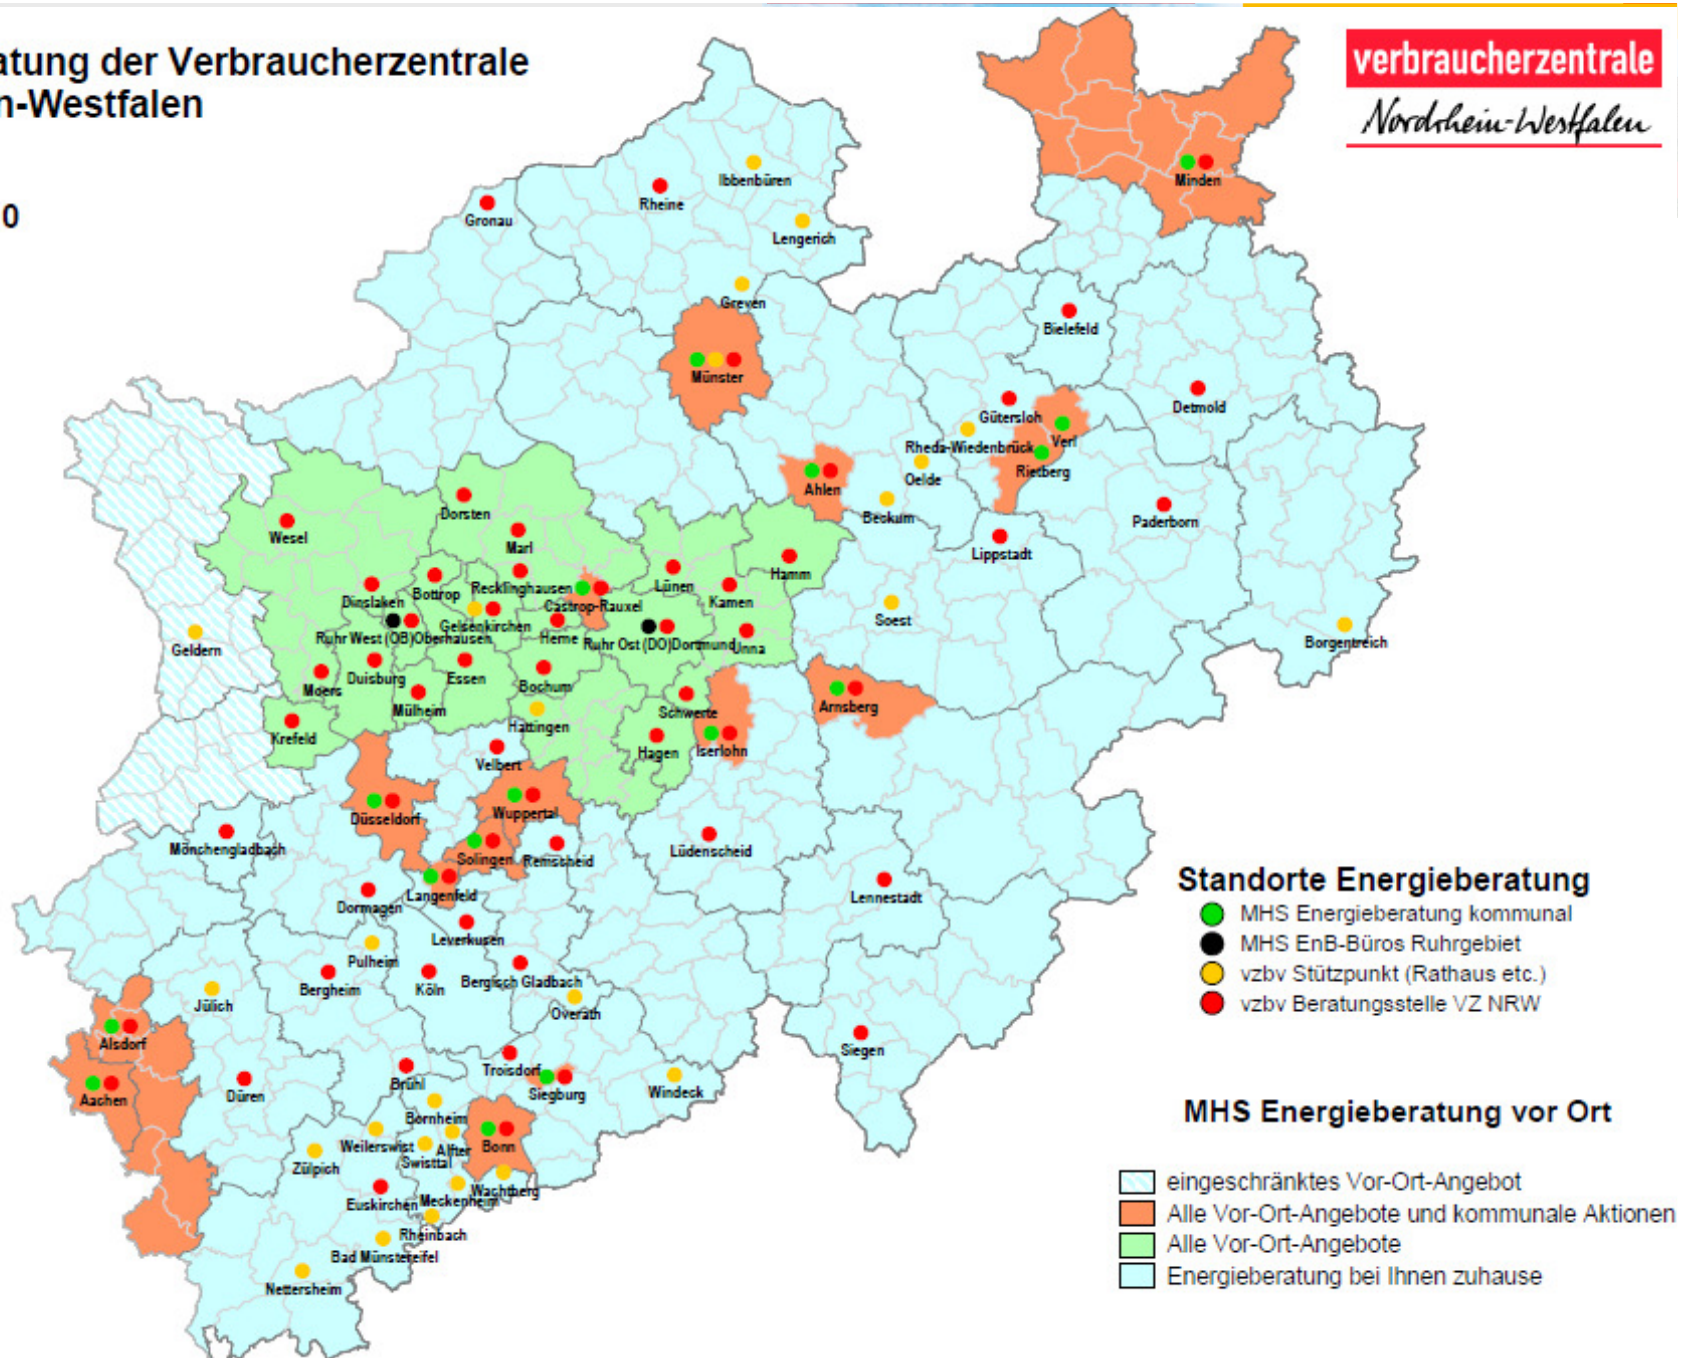 atung der Verbraucherzentrale
n-Westfalen
0
verbraucherzentrale
Nordrhein-Westfalen
Minden
Ibbenbüren
Rheine
Gronau
Lengerich
Greven
Bielefeld
Münster
Detmold
Gütersloh
Verl
Rheda-Wiedenbrück
Rietberg
Oelde
Ahlen
Beckum
Dorsten
Wesel
Paderborn
Lippstadt
Marl
Hamm
Recklinghausen
Lünen
Dinslaken
Bottrop
Castrop-Rauxel
Kamen
Soest
Gelsenkirchen
Herne
Ruhr West (OB)Oberhausen
Ruhr Ost (DO)Dortmund
Unna
Geldern
Borgentreich
Moers
Duisburg
Essen
Bochum
Mülheim
Schwerte
Arnsberg
Hattingen
Krefeld
Hagen
Iserlohn
Velbert
Düsseldorf
Wuppertal
Mönchengladbach
Solingen
Remscheid
Lüdenscheid
Langenfeld
Dormagen
Lennestadt
Leverkusen
Pulheim
Bergheim
Köln
Bergisch Gladbach
Jülich
Overath
Alsdorf
Siegen
Troisdorf
Brühl
Siegburg
Windeck
Aachen
Düren
Bornheim
Weilerswist
Alfter
Bonn
Swisttal
Zülpich
Wachtberg
Euskirchen
Meckenheim
Rheinbach
Bad Münstereifel
Nettersheim
Standorte Energieberatung
MHS Energieberatung kommunal
MHS EnB-Büros Ruhrgebiet
vzbv Stützpunkt (Rathaus etc.)
vzbv Beratungsstelle VZ NRW
MHS Energieberatung vor Ort
eingeschränktes Vor-Ort-Angebot
Alle Vor-Ort-Angebote und kommunale Aktionen
Alle Vor-Ort-Angebote
Energieberatung bei Ihnen zuhause